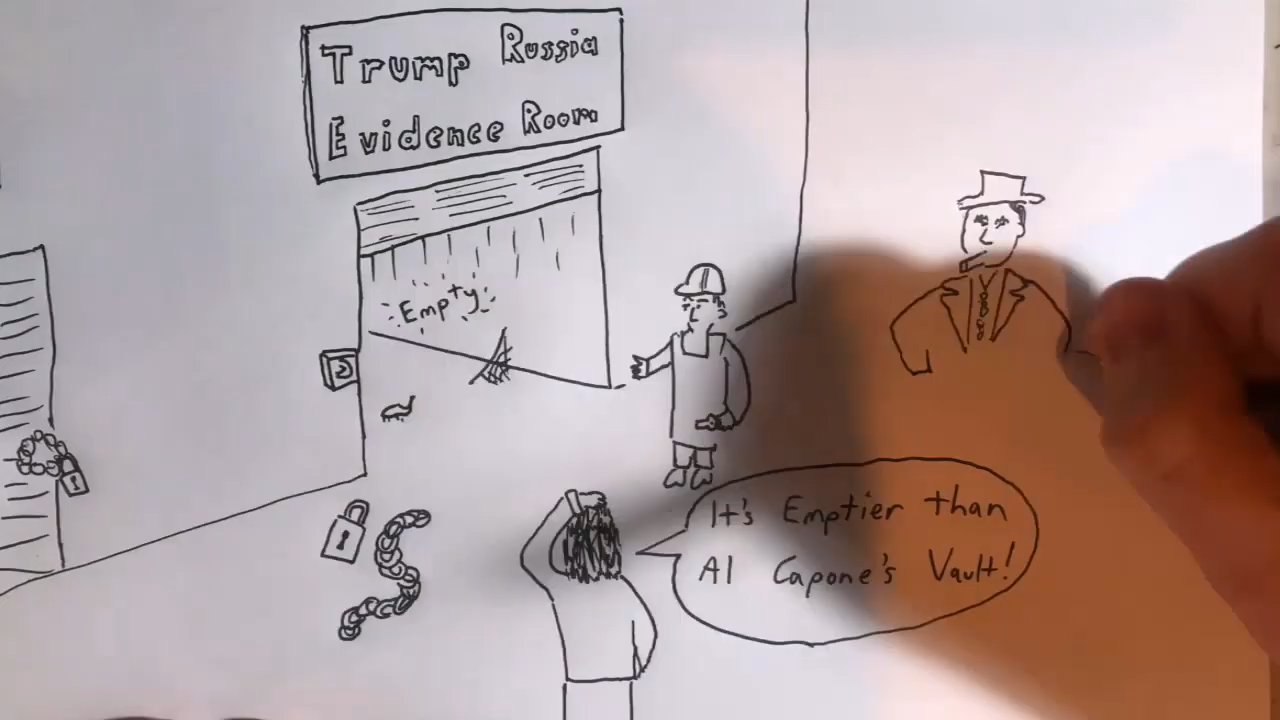 Trump Russia
Evidence Room
Empty
It's Emptier than
Al Capone's Vault!